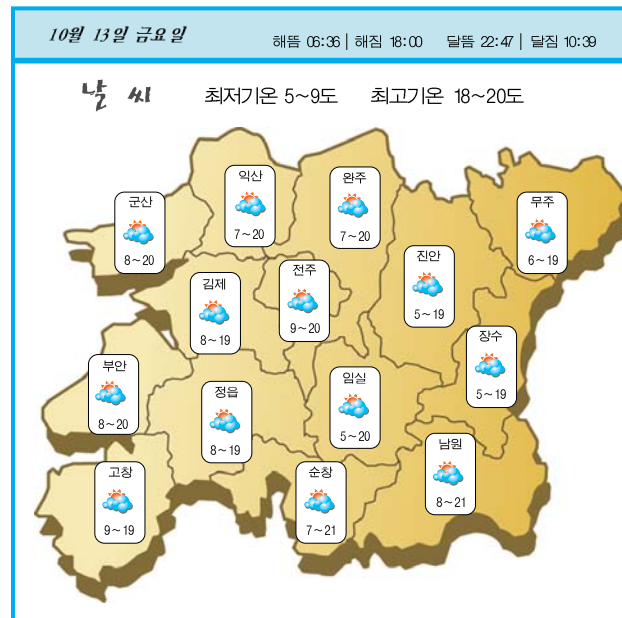 10월 13일 금요일
해뜸 06:36 | 해짐 18:00 달뜸 22:47 | 달짐 10:39
날 씨 최저기온 5~9도 최고기온 18~20도
익산
7~20
완주
7~20
군산
8~20
무주
6~19
진안
5~19
전주
9~20
김제
8~19
장수
5~19
부안
8~20
임실
5~20
정읍
8~19
남원
8~21
고창
9~19
순창
7~21